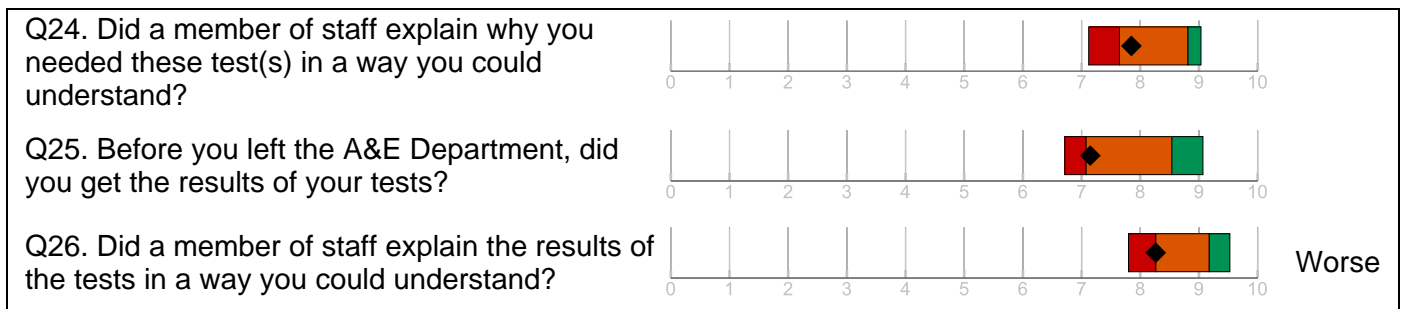 Q24. Did a member of staff explain why you
needed these test(s) in a way you could
understand?
0 1 2 3 4 5 6 7 8 9 10
Q25. Before you left the A&E Department, did
you get the results of your tests?
0 1 2 3 4 5 6 7 8 9 10
Q26. Did a member of staff explain the results of
the tests in a way you could understand?
Worse
0 1 2 3 4 5 6 7 8 9 10